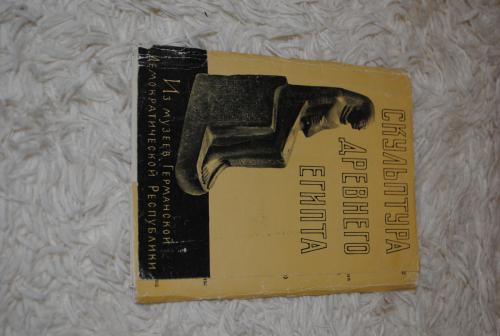 СКУЛЬПТУРА
ДРЕВНЕГО
ЕГИПТА
Из музеев Германской
Демократической Республики